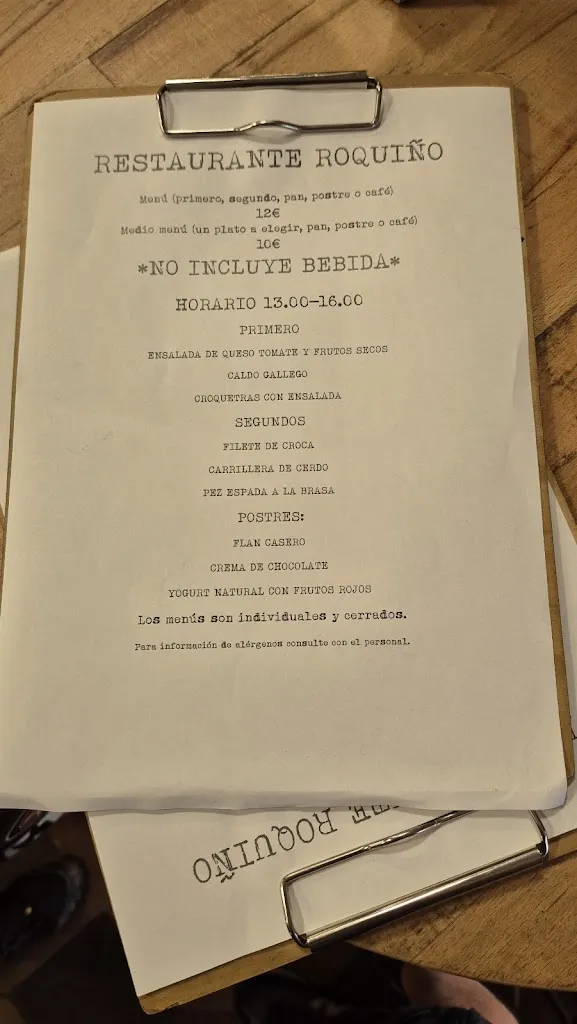 RESTAURANTE ROQUIÑO
Menú (primero, segundo, pan, postre o café)
12€
Medio menú (un plato a elegir, pan, postre o café)
10€
*NO INCLUYE BEBIDA*
HORARIO 13.00-16.00
PRIMERO
ENSALADA DE QUESO TOMATE Y FRUTOS SECOS
CALDO GALLEGO
CROQUETRAS CON ENSALADA
SEGUNDOS
FILETE DE CROCA
CARRILLERA DE CERDO
PEZ ESPADA A LA BRASA
POSTRES:
FLAN CASERO
CREMA DE CHOCOLATE
YOGURT NATURAL CON FRUTOS ROJOS
Los menús son individuales y cerrados.
Para información de alérgenos consulte con el personal.
TE ROQUIÑO